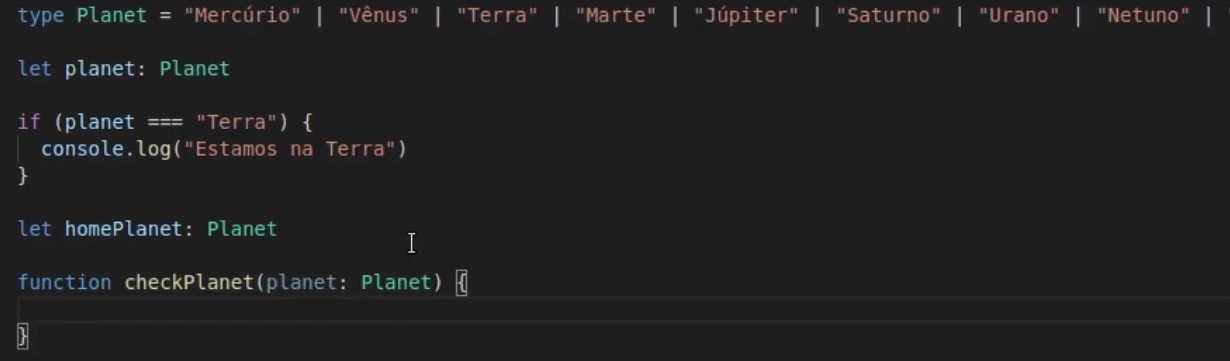 type Planet = "Mercúrio" | "Vênus" | "Terra" | "Marte" | "Júpiter" | "Saturno" | "Urano" | "Netuno" |
let planet: Planet
if (planet === "Terra") {
console.log("Estamos na Terra")
}
let homePlanet: Planet
function checkPlanet(planet: Planet) {
}